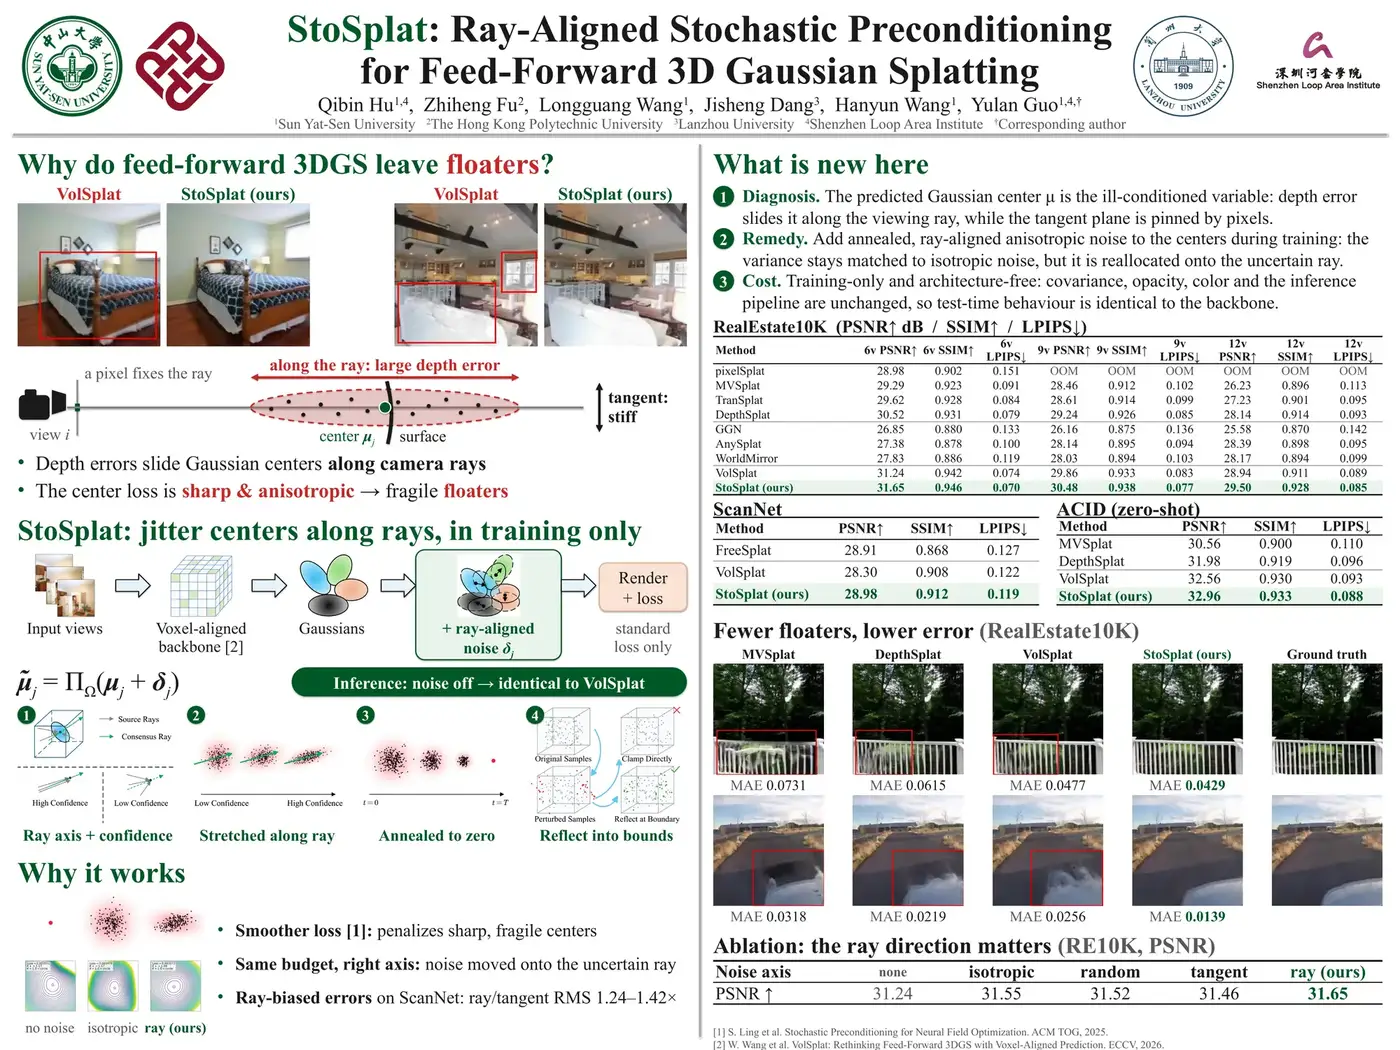 StoSplat: Ray-Aligned Stochastic Preconditioning
for Feed-Forward 3D Gaussian Splatting
Qibin Hu1,4, Zhiheng Fu2, Longguang Wang1, Jisheng Dang3, Hanyun Wang1, Yulan Guo1,4,†
1Sun Yat-Sen University 2The Hong Kong Polytechnic University 3Lanzhou University 4Shenzhen Loop Area Institute †Corresponding author
中山大学
SUN YAT-SEN UNIVERSITY
兰州大学
1909
LANZHOU UNIVERSITY
深圳河套學院
Shenzhen Loop Area Institute
Why do feed-forward 3DGS leave floaters?
VolSplat StoSplat (ours) VolSplat StoSplat (ours)
a pixel fixes the ray
along the ray: large depth error
tangent:
stiff
view i
center μj surface
• Depth errors slide Gaussian centers along camera rays
• The center loss is sharp & anisotropic → fragile floaters
StoSplat: jitter centers along rays, in training only
Input views
Voxel-aligned
backbone [2]
Gaussians
+ ray-aligned
noise δj
Render
+ loss
standard
loss only
μ̃j = ΠΩ(μj + δj)
Inference: noise off → identical to VolSplat
1
Source Rays
Consensus Ray
High Confidence Low Confidence
Ray axis + confidence
2
Low Confidence High Confidence
Stretched along ray
3
t=0 t=T
Annealed to zero
4
Original Samples Clamp Directly
Perturbed Samples Reflect at Boundary
Reflect into bounds
Why it works
no noise isotropic ray (ours)
• Smoother loss [1]: penalizes sharp, fragile centers
• Same budget, right axis: noise moved onto the uncertain ray
• Ray-biased errors on ScanNet: ray/tangent RMS 1.24–1.42×
What is new here
1 Diagnosis. The predicted Gaussian center μ is the ill-conditioned variable: depth error
slides it along the viewing ray, while the tangent plane is pinned by pixels.
2 Remedy. Add annealed, ray-aligned anisotropic noise to the centers during training: the
variance stays matched to isotropic noise, but it is reallocated onto the uncertain ray.
3 Cost. Training-only and architecture-free: covariance, opacity, color and the inference
pipeline are unchanged, so test-time behaviour is identical to the backbone.
RealEstate10K (PSNR↑ dB / SSIM↑ / LPIPS↓)
Method 6v PSNR↑ 6v SSIM↑ 6v LPIPS↓ 9v PSNR↑ 9v SSIM↑ 9v LPIPS↓ 12v PSNR↑ 12v SSIM↑ 12v LPIPS↓
pixelSplat 28.98 0.902 0.151 OOM OOM OOM OOM OOM OOM
MVSplat 29.29 0.923 0.091 28.46 0.912 0.102 26.23 0.896 0.113
TranSplat 29.62 0.928 0.084 28.61 0.914 0.099 27.23 0.901 0.095
DepthSplat 30.52 0.931 0.079 29.24 0.926 0.085 28.14 0.914 0.093
GGN 26.85 0.880 0.133 26.16 0.875 0.136 25.58 0.870 0.142
AnySplat 27.38 0.878 0.100 28.14 0.895 0.094 28.39 0.898 0.095
WorldMirror 27.83 0.886 0.119 28.03 0.894 0.103 28.17 0.894 0.099
VolSplat 31.24 0.942 0.074 29.86 0.933 0.083 28.94 0.911 0.089
StoSplat (ours) 31.65 0.946 0.070 30.48 0.938 0.077 29.50 0.928 0.085
ScanNet
Method PSNR↑ SSIM↑ LPIPS↓
FreeSplat 28.91 0.868 0.127
VolSplat 28.30 0.908 0.122
StoSplat (ours) 28.98 0.912 0.119
ACID (zero-shot)
Method PSNR↑ SSIM↑ LPIPS↓
MVSplat 30.56 0.900 0.110
DepthSplat 31.98 0.919 0.096
VolSplat 32.56 0.930 0.093
StoSplat (ours) 32.96 0.933 0.088
Fewer floaters, lower error (RealEstate10K)
MVSplat DepthSplat VolSplat StoSplat (ours) Ground truth
MAE 0.0731 MAE 0.0615 MAE 0.0477 MAE 0.0429
MAE 0.0318 MAE 0.0219 MAE 0.0256 MAE 0.0139
Ablation: the ray direction matters (RE10K, PSNR)
Noise axis none isotropic random tangent ray (ours)
PSNR ↑ 31.24 31.55 31.52 31.46 31.65
[1] S. Ling et al. Stochastic Preconditioning for Neural Field Optimization. ACM TOG, 2025.
[2] W. Wang et al. VolSplat: Rethinking Feed-Forward 3DGS with Voxel-Aligned Prediction. ECCV, 2026.